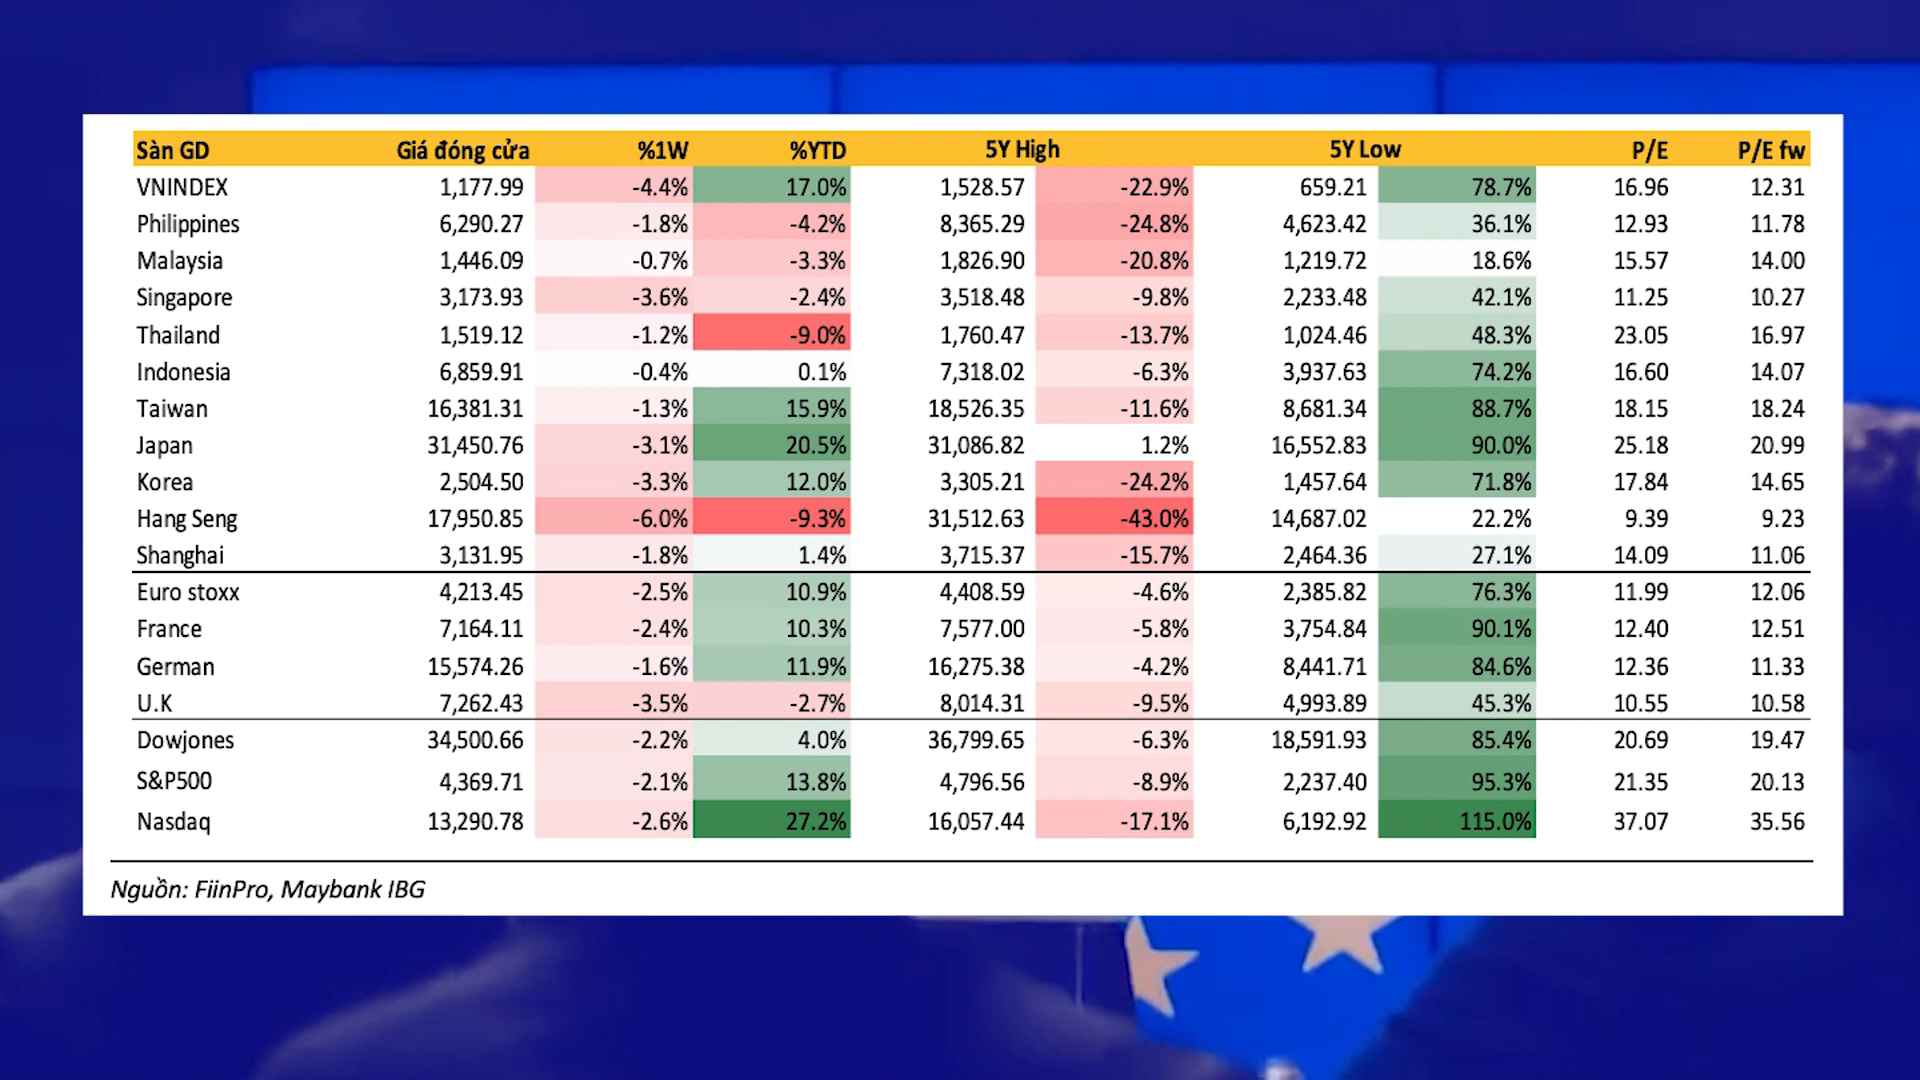 Sàn GD Giá đóng cửa %1W %YTD 5Y High 5Y Low P/E P/E fw
VNINDEX 1,177.99 -4.4% 17.0% 1,528.57 -22.9% 659.21 78.7% 16.96 12.31
Philippines 6,290.27 -1.8% -4.2% 8,365.29 -24.8% 4,623.42 36.1% 12.93 11.78
Malaysia 1,446.09 -0.7% -3.3% 1,826.90 -20.8% 1,219.72 18.6% 15.57 14.00
Singapore 3,173.93 -3.6% -2.4% 3,518.48 -9.8% 2,233.48 42.1% 11.25 10.27
Thailand 1,519.12 -1.2% -9.0% 1,760.47 -13.7% 1,024.46 48.3% 23.05 16.97
Indonesia 6,859.91 -0.4% 0.1% 7,318.02 -6.3% 3,937.63 74.2% 16.60 14.07
Taiwan 16,381.31 -1.3% 15.9% 18,526.35 -11.6% 8,681.34 88.7% 18.15 18.24
Japan 31,450.76 -3.1% 20.5% 31,086.82 1.2% 16,552.83 90.0% 25.18 20.99
Korea 2,504.50 -3.3% 12.0% 3,305.21 -24.2% 1,457.64 71.8% 17.84 14.65
Hang Seng 17,950.85 -6.0% -9.3% 31,512.63 -43.0% 14,687.02 22.2% 9.39 9.23
Shanghai 3,131.95 -1.8% 1.4% 3,715.37 -15.7% 2,464.36 27.1% 14.09 11.06
Euro stoxx 4,213.45 -2.5% 10.9% 4,408.59 -4.6% 2,385.82 76.3% 11.99 12.06
France 7,164.11 -2.4% 10.3% 7,577.00 -5.8% 3,754.84 90.1% 12.40 12.51
German 15,574.26 -1.6% 11.9% 16,275.38 -4.2% 8,441.71 84.6% 12.36 11.33
U.K 7,262.43 -3.5% -2.7% 8,014.31 -9.5% 4,993.89 45.3% 10.55 10.58
Dowjones 34,500.66 -2.2% 4.0% 36,799.65 -6.3% 18,591.93 85.4% 20.69 19.47
S&P500 4,369.71 -2.1% 13.8% 4,796.56 -8.9% 2,237.40 95.3% 21.35 20.13
Nasdaq 13,290.78 -2.6% 27.2% 16,057.44 -17.1% 6,192.92 115.0% 37.07 35.56
Nguồn: FiinPro, Maybank IBG